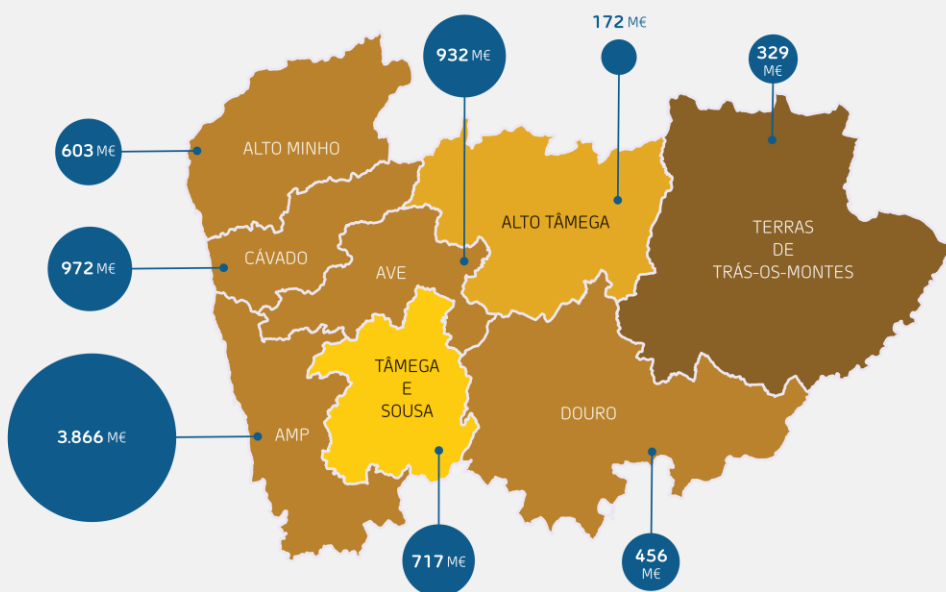 172 M€
932 M€
329
M€
603 M€
ALTO MINHO
ALTO TÂMEGA
TERRAS
DE
TRÁS-OS-MONTES
972 M€
CÁVADO
AVE
TÂMEGA
E
SOUSA
DOURO
3.866 M€
AMP
717 M€
456
M€